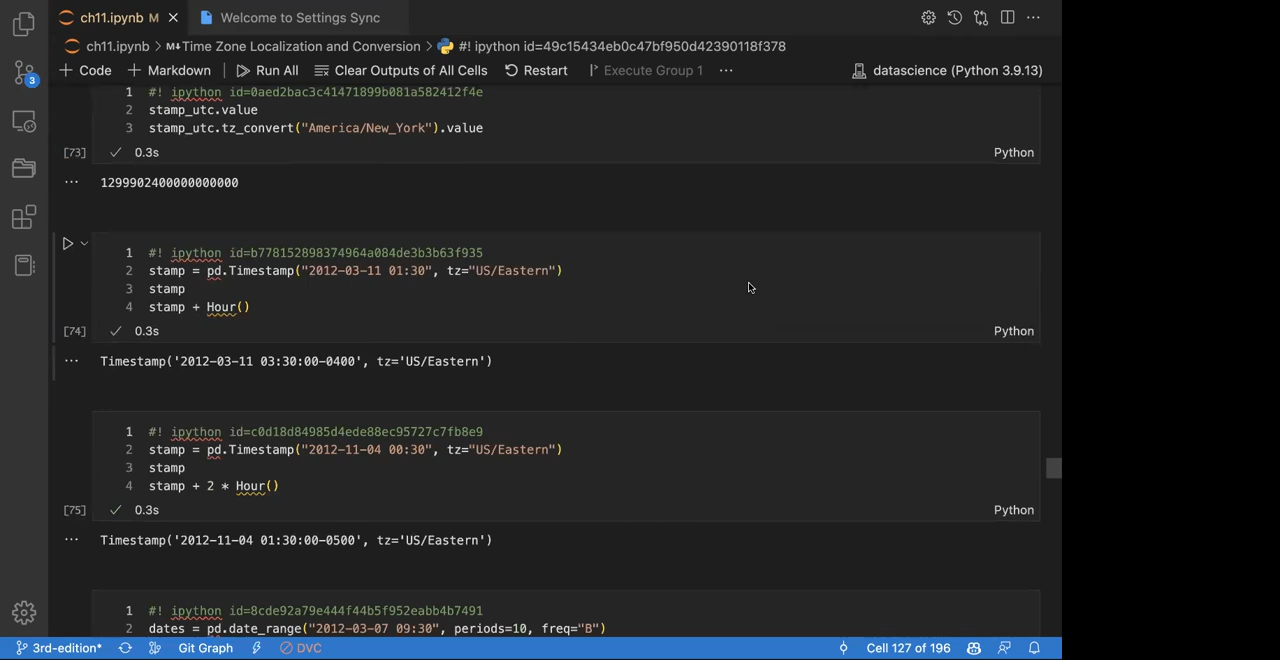 ch11.ipynb M
Welcome to Settings Sync
ch11.ipynb > M↓Time Zone Localization and Conversion > #! ipython id=49c15434eb0c47bf950d42390118f378
Code Markdown Run All Clear Outputs of All Cells Restart Execute Group 1 ... datascience (Python 3.9.13)
1 #! ipython id=0aed2bac3c41471899b081a582412f4e
2 stamp_utc.value
3 stamp_utc.tz_convert("America/New_York").value
[73] 0.3s Python
... 1299902400000000000
1 #! ipython id=b778152898374964a084de3b3b63f935
2 stamp = pd.Timestamp("2012-03-11 01:30", tz="US/Eastern")
3 stamp
4 stamp + Hour()
[74] 0.3s Python
... Timestamp('2012-03-11 03:30:00-0400', tz='US/Eastern')
1 #! ipython id=c0d18d84985d4ede88ec95727c7fb8e9
2 stamp = pd.Timestamp("2012-11-04 00:30", tz="US/Eastern")
3 stamp
4 stamp + 2 * Hour()
[75] 0.3s Python
... Timestamp('2012-11-04 01:30:00-0500', tz='US/Eastern')
1 #! ipython id=8cde92a79e444f44b5f952eabb4b7491
2 dates = pd.date_range("2012-03-07 09:30", periods=10, freq="B")
3
3rd-edition* Git Graph DVC Cell 127 of 196